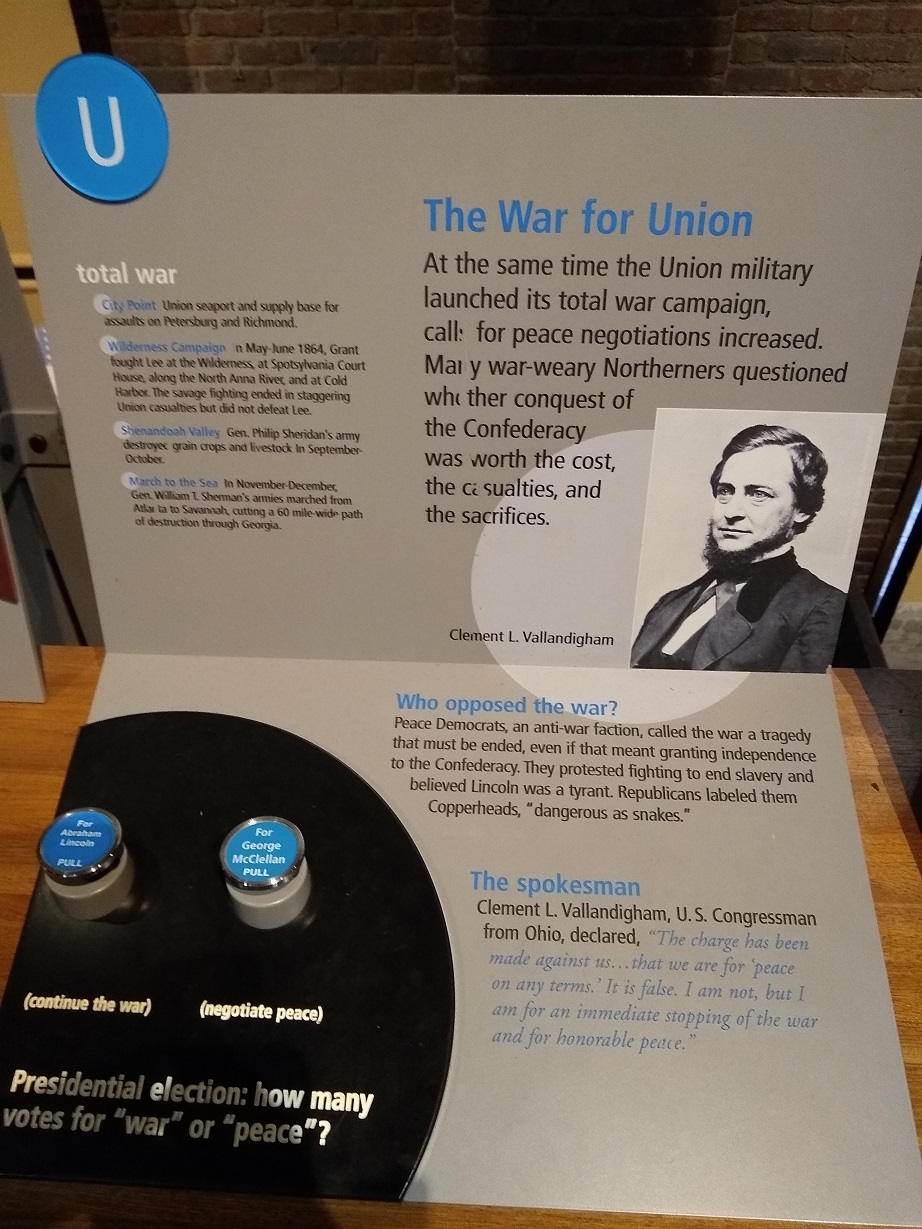 U
total war
City Point Union seaport and supply base for
assaults on Petersburg and Richmond.
Wilderness Campaign n May-June 1864, Grant
fought Lee at the Wilderness, at Spotsylvania Court
House, along the North Anna River, and at Cold
Harbor. The savage fighting ended in staggering
Union casualties but did not defeat Lee.
Shenandoah Valley Gen. Philip Sheridan's army
destroyed grain crops and livestock in September-
October.
March to the Sea In November-December,
Gen. William T. Sherman's armies marched from
Atlanta to Savannah, cutting a 60 mile-wide path
of destruction through Georgia.
The War for Union
At the same time the Union military
launched its total war campaign,
calls for peace negotiations increased.
Many war-weary Northerners questioned
whether conquest of
the Confederacy
was worth the cost,
the casualties, and
the sacrifices.
Clement L. Vallandigham
Who opposed the war?
Peace Democrats, an anti-war faction, called the war a tragedy
that must be ended, even if that meant granting independence
to the Confederacy. They protested fighting to end slavery and
believed Lincoln was a tyrant. Republicans labeled them
Copperheads, "dangerous as snakes."
The spokesman
Clement L. Vallandigham, U.S. Congressman
from Ohio, declared, "The charge has been
made against us...that we are for 'peace
on any terms.' It is false. I am not, but I
am for an immediate stopping of the war
and for honorable peace."
For
Abraham
Lincoln
PULL
For
George
McClellan
PULL
(continue the war)
(negotiate peace)
Presidential election: how many
votes for "war" or "peace"?